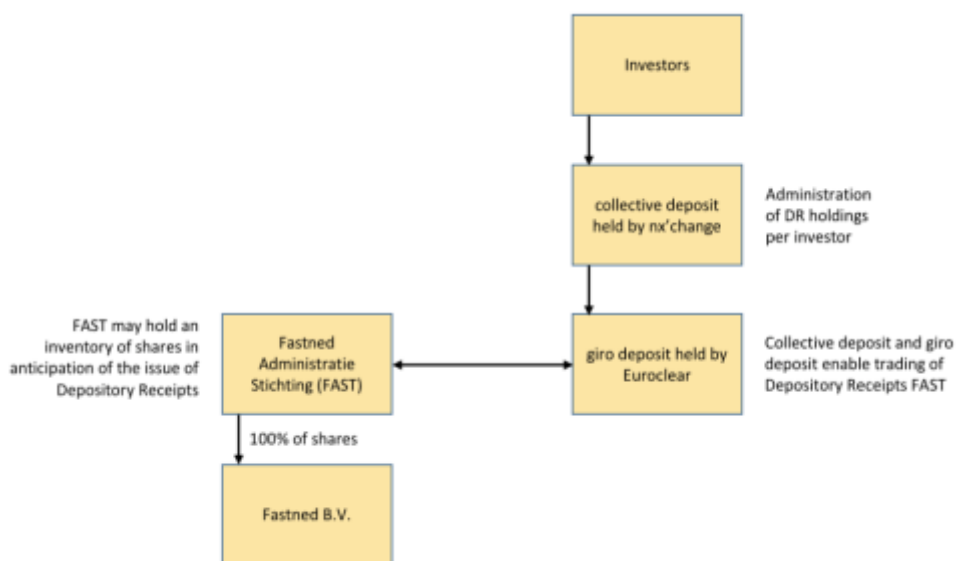 Investors
collective deposit
held by nx'change
Administration
of DR holdings
per investor
FAST may hold an
inventory of shares in
anticipation of the issue of
Depository Receipts
Fastned
Administratie
Stichting (FAST)
giro deposit held by
Euroclear
Collective deposit and giro
deposit enable trading of
Depository Receipts FAST
100% of shares
Fastned B.V.